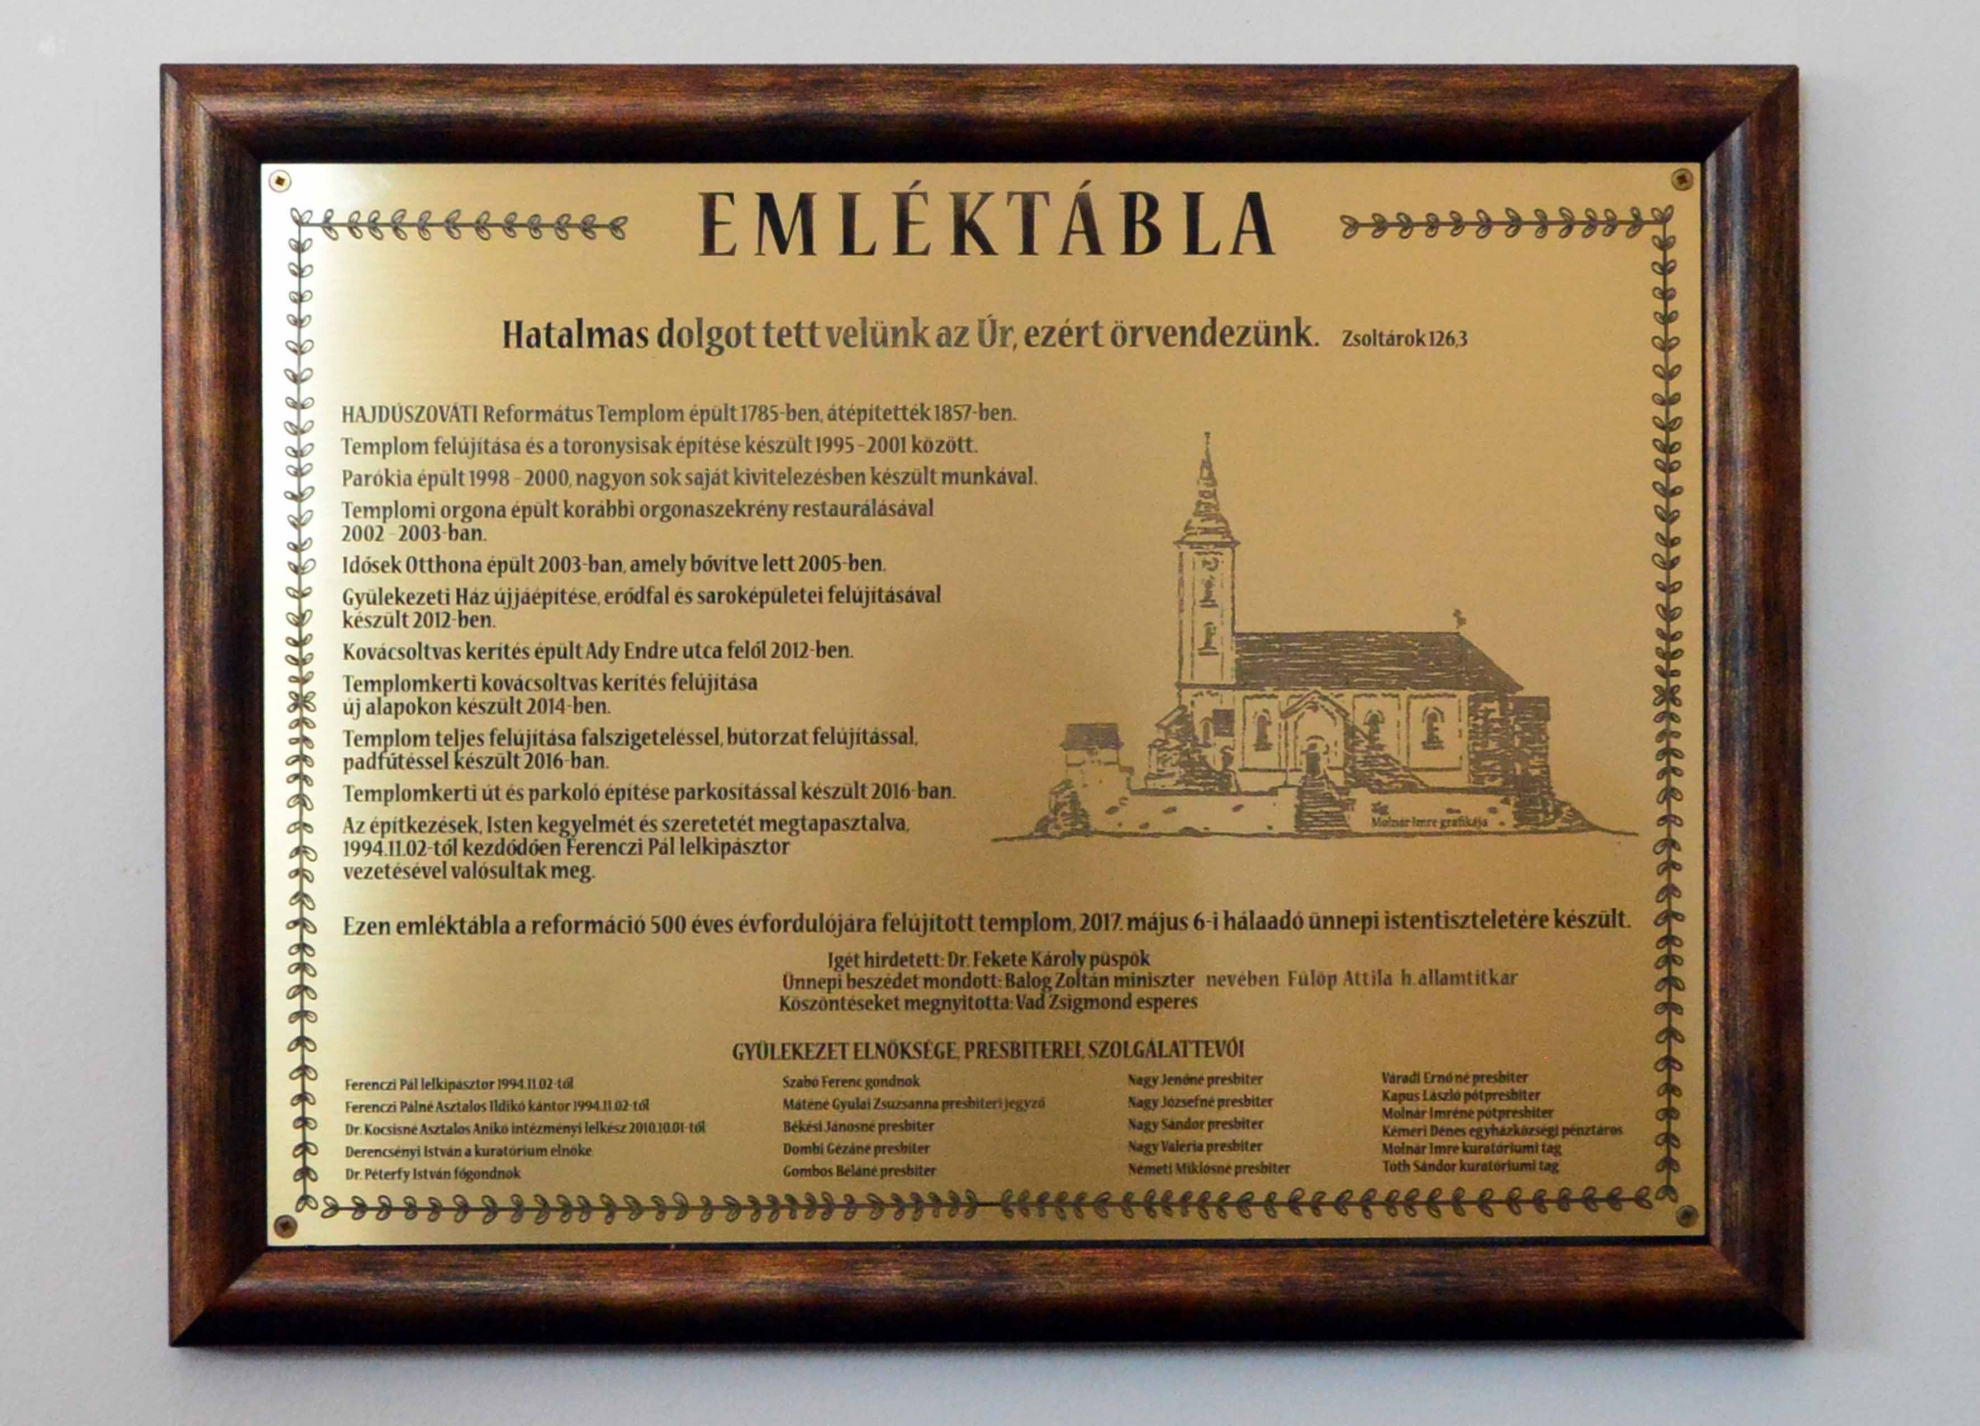 EMLÉKTÁBLA
Hatalmas dolgot tett velünk az Úr, ezért örvendezünk. Zsoltárok 126,3
HAJDÚSZOVÁTI Református Templom épült 1785-ben, átépítették 1857-ben.
Templom felújítása és a toronysisak építése készült 1995-2001 között.
Parókia épült 1998 - 2000, nagyon sok saját kivitelezésben készült munkával.
Templomi orgona épült korábbi orgonaszekrény restaurálásával
2002 - 2003-ban.
Idősek Otthona épült 2003-ban, amely bővítve lett 2005-ben.
Gyülekezeti Ház újjáépítése, erődfal és saroképületei felújításával
készült 2012-ben.
Kovácsoltvas kerítés épült Ady Endre utca felől 2012-ben.
Templomkerti kovácsoltvas kerítés felújítása
új alapokon készült 2014-ben.
Templom teljes felújítása falszigeteléssel, bútorzat felújítással,
padfűtéssel készült 2016-ban.
Templomkerti út és parkoló építése parkosítással készült 2016-ban.
Az építkezések, Isten kegyelmét és szeretetét megtapasztalva,
1994.11.02-től kezdődően Ferenczi Pál lelkipásztor
vezetésével valósultak meg.
Molnár Imre grafikája
Ezen emléktábla a reformáció 500 éves évfordulójára felújított templom, 2017. május 6-i hálaadó ünnepi istentiszteletére készült.
Igét hirdetett: Dr. Fekete Károly püspök
Ünnepi beszédet mondott: Balog Zoltán miniszter nevében Fülöp Attila h.államtitkár
Köszöntéseket megnyitotta: Vad Zsigmond esperes
GYÜLEKEZET ELNÖKSÉGE, PRESBITEREI, SZOLGÁLATTEVŐI
Ferenczi Pál lelkipásztor 1994.11.02-től
Ferenczi Pálné Asztalos Ildikó kántor 1994.11.02-től
Dr. Kocsisné Asztalos Anikó intézményi lelkész 2010.10.01-től
Derencsényi István a kuratórium elnöke
Dr. Péterfy István főgondnok
Szabó Ferenc gondnok
Máténé Gyulai Zsuzsanna presbiteri jegyző
Békési Jánosné presbiter
Dombi Gézáné presbiter
Gombos Béláné presbiter
Nagy Jenőné presbiter
Nagy Józsefné presbiter
Nagy Sándor presbiter
Nagy Valéria presbiter
Németi Miklósné presbiter
Váradi Ernőné presbiter
Kapus László pótpresbiter
Molnár Imréné pótpresbiter
Kémeri Dénes egyházközségi pénztáros
Molnár Imre kuratóriumi tag
Tóth Sándor kuratóriumi tag